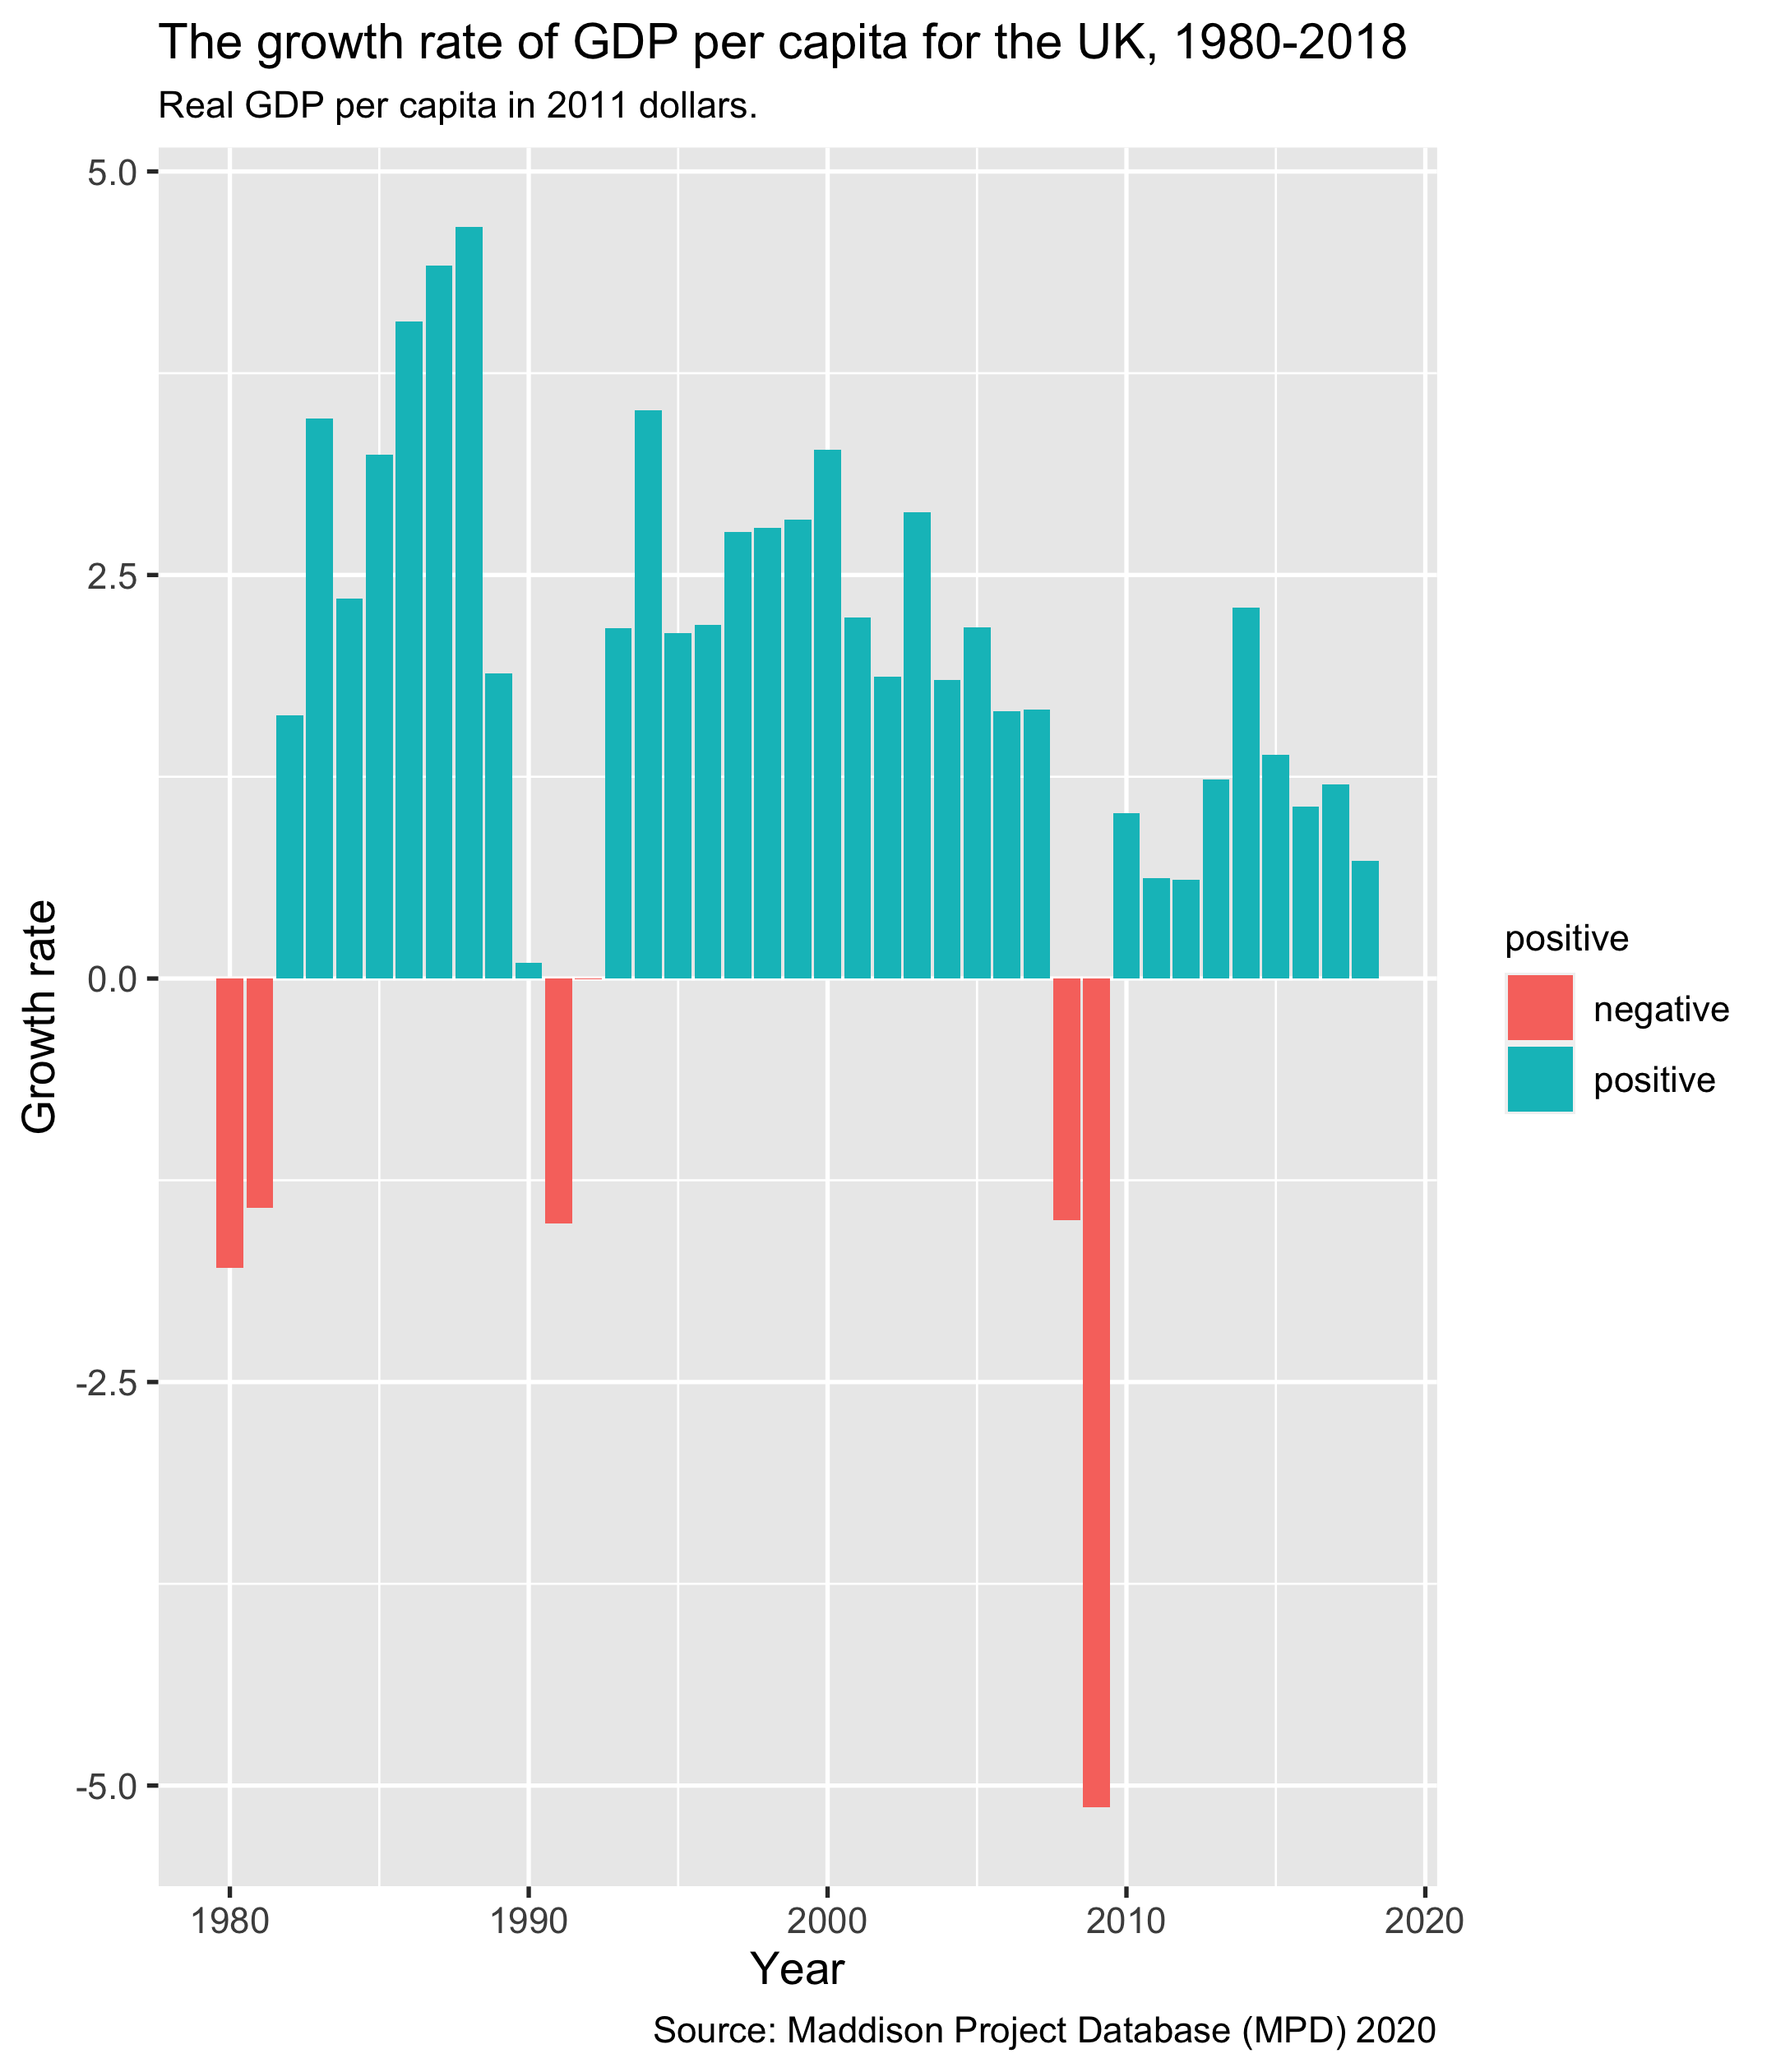 The growth rate of GDP per capita for the UK, 1980-2018
Real GDP per capita in 2011 dollars.
5.0
2.5
0.0
-2.5
-5.0
Growth rate
1980 1990 2000 2010 2020
Year
positive
negative
positive
Source: Maddison Project Database (MPD) 2020